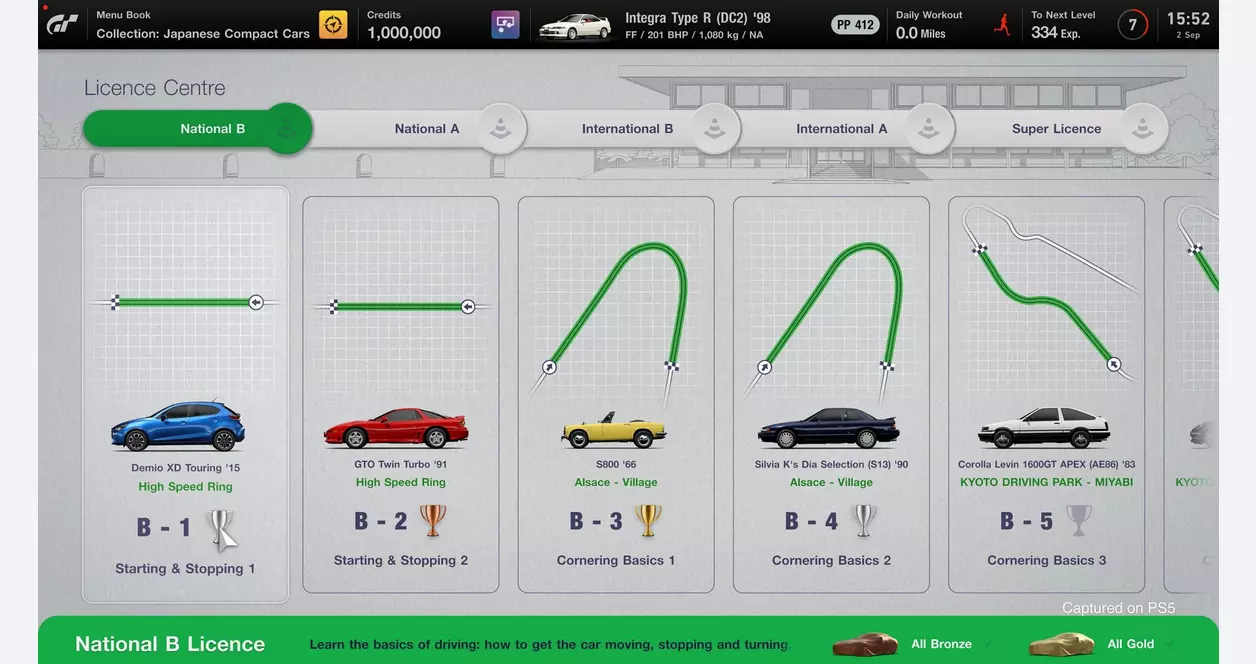 Menu Book
Collection: Japanese Compact Cars
Credits
1,000,000
Integra Type R (DC2) '98
FF / 201 BHP / 1,080 kg / NA
PP 412
Daily Workout
0.0 Miles
To Next Level
334 Exp.
7
15:52
2 Sep
Licence Centre
National B
National A
International B
International A
Super Licence
Demio XD Touring '15
High Speed Ring
B - 1
Starting & Stopping 1
GTO Twin Turbo '91
High Speed Ring
B - 2
Starting & Stopping 2
S800 '66
Alsace - Village
B - 3
Cornering Basics 1
Silvia K's Dia Selection (S13) '90
Alsace - Village
B - 4
Cornering Basics 2
Corolla Levin 1600GT APEX (AE86) '83
KYOTO DRIVING PARK - MIYABI
B - 5
Cornering Basics 3
KYOTO
C
Captured on PS5
National B Licence
Learn the basics of driving: how to get the car moving, stopping and turning.
All Bronze
All Gold